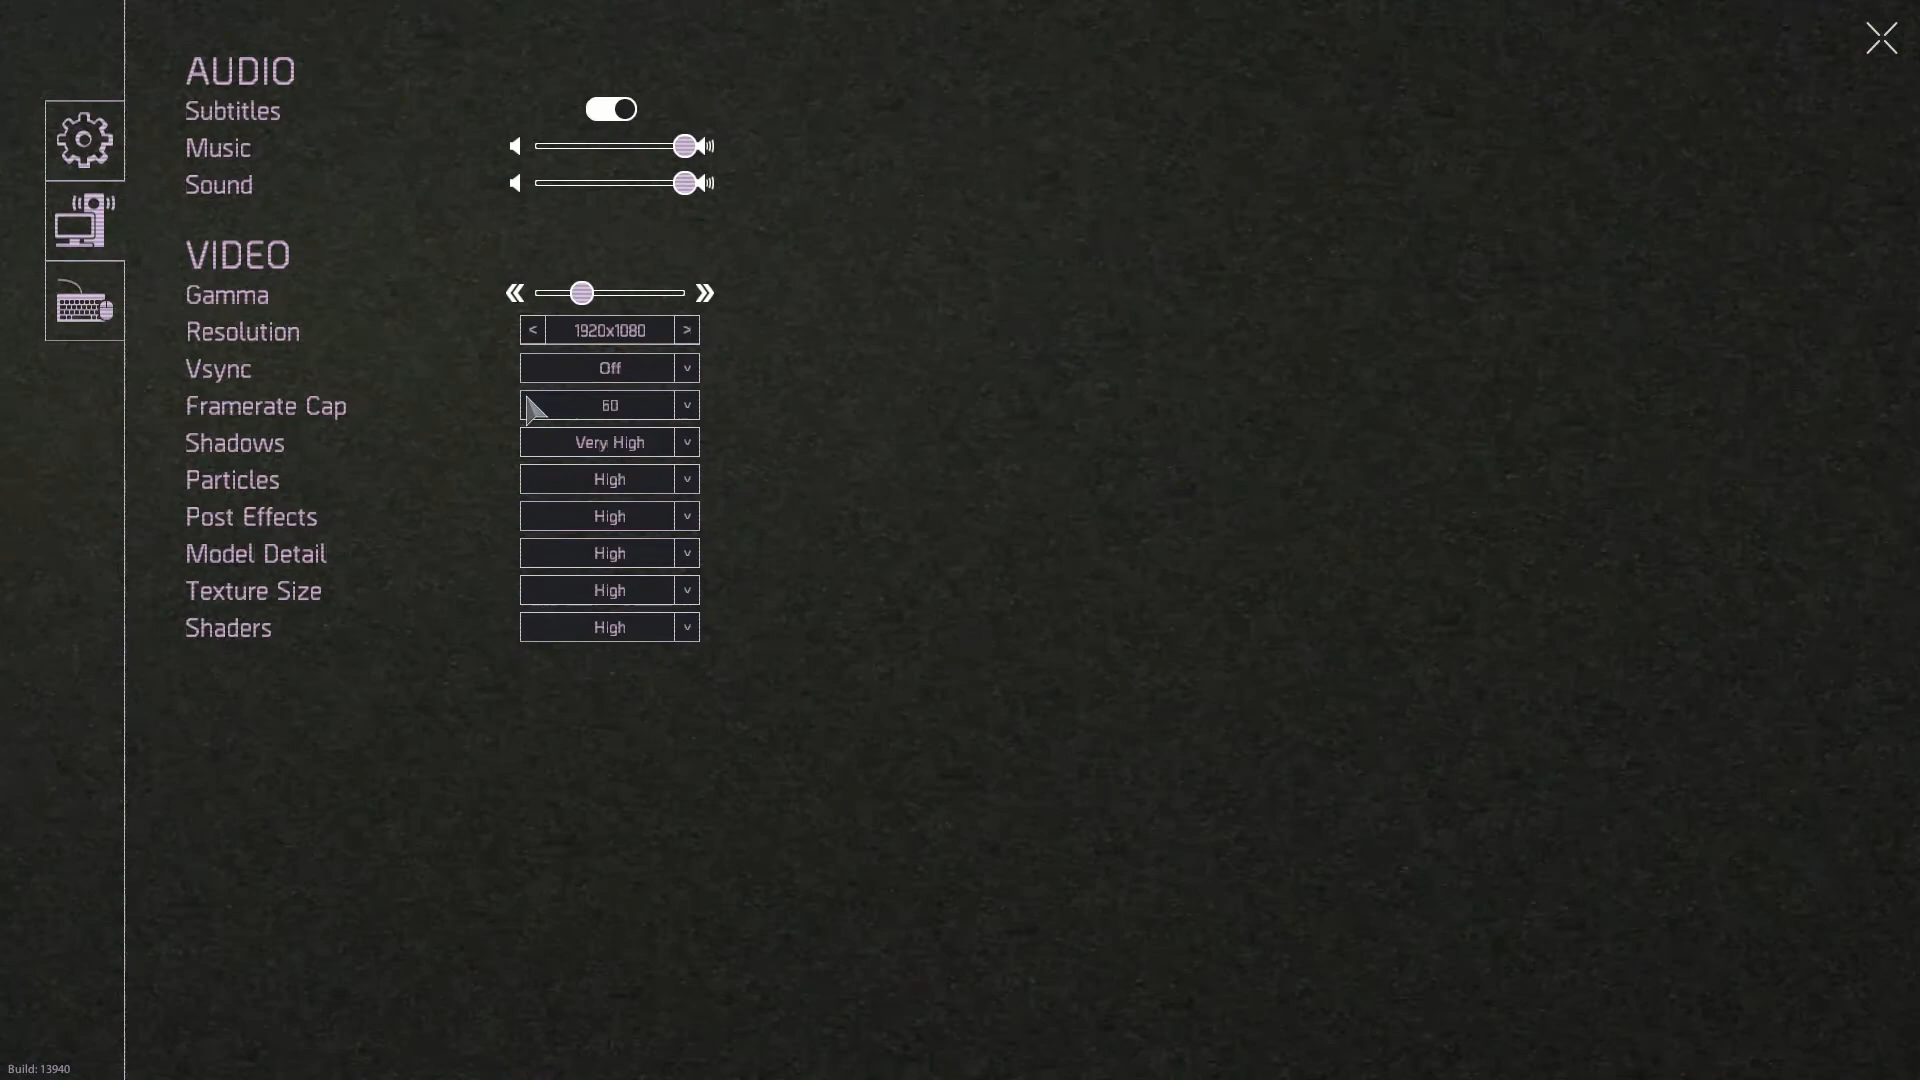 AUDIO
Subtitles
Music
Sound
VIDEO
Gamma
Resolution < 1920x1080 >
Vsync Off
Framerate Cap 60
Shadows Very High
Particles High
Post Effects High
Model Detail High
Texture Size High
Shaders High
Build: 13940